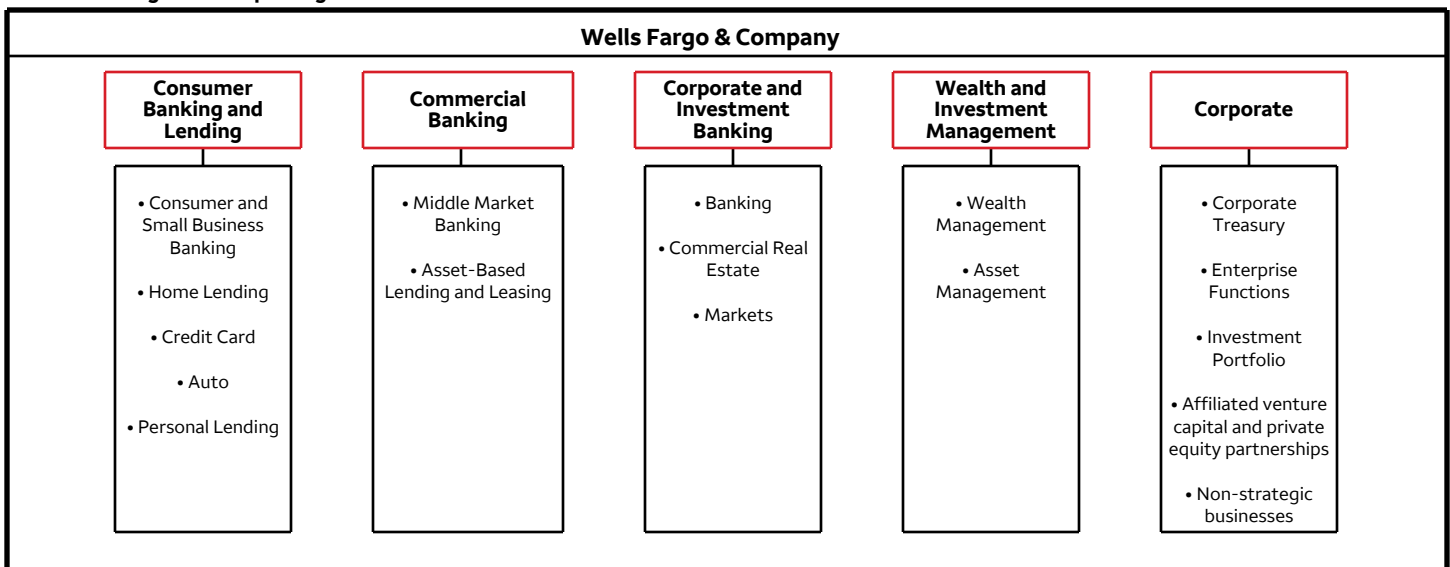 Wells Fargo & Company
Consumer
Banking and
Lending
• Consumer and
Small Business
Banking
• Home Lending
• Credit Card
• Auto
• Personal Lending
Commercial
Banking
• Middle Market
Banking
• Asset-Based
Lending and Leasing
Corporate and
Investment
Banking
• Banking
• Commercial Real
Estate
• Markets
Wealth and
Investment
Management
• Wealth
Management
• Asset
Management
Corporate
• Corporate
Treasury
• Enterprise
Functions
• Investment
Portfolio
• Affiliated venture
capital and private
equity partnerships
• Non-strategic
businesses